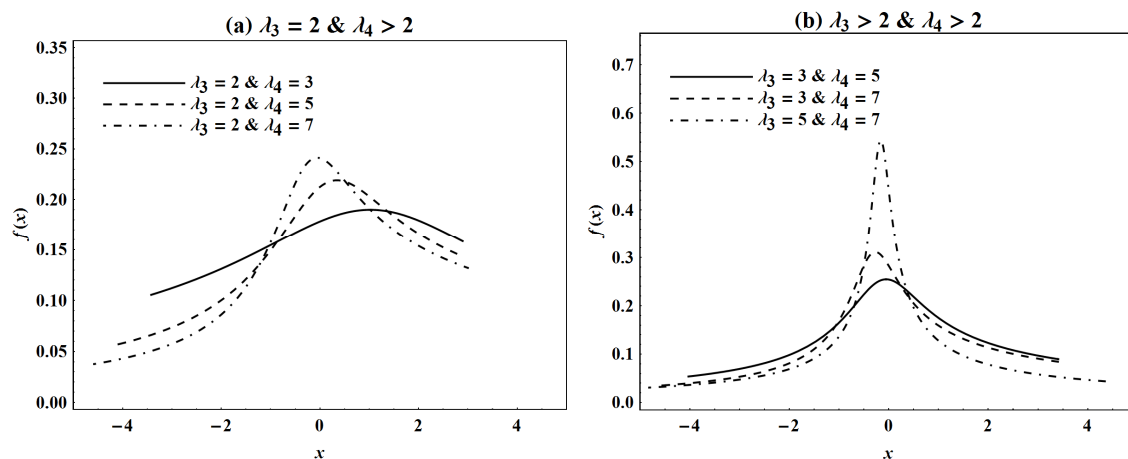 (a) λ₃ = 2 & λ₄ > 2
0.35
0.30
0.25
0.20
0.15
0.10
0.05
0.00
f(x)
λ₃ = 2 & λ₄ = 3
λ₃ = 2 & λ₄ = 5
λ₃ = 2 & λ₄ = 7
−4
−2
0
2
4
x
(b) λ₃ > 2 & λ₄ > 2
0.7
0.6
0.5
0.4
0.3
0.2
0.1
0.0
f(x)
λ₃ = 3 & λ₄ = 5
λ₃ = 3 & λ₄ = 7
λ₃ = 5 & λ₄ = 7
−4
−2
0
2
4
x